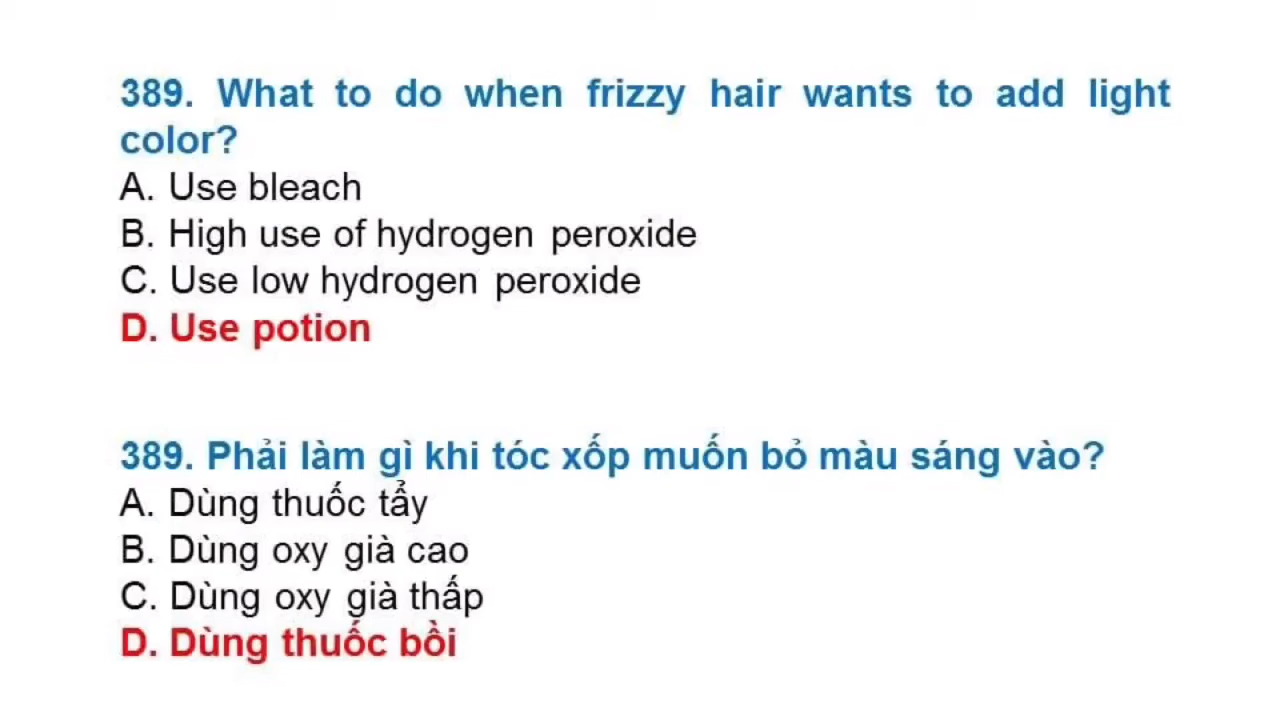 389. What to do when frizzy hair wants to add light
color?
A. Use bleach
B. High use of hydrogen peroxide
C. Use low hydrogen peroxide
D. Use potion
389. Phải làm gì khi tóc xốp muốn bỏ màu sáng vào?
A. Dùng thuốc tẩy
B. Dùng oxy già cao
C. Dùng oxy già thấp
D. Dùng thuốc bồi